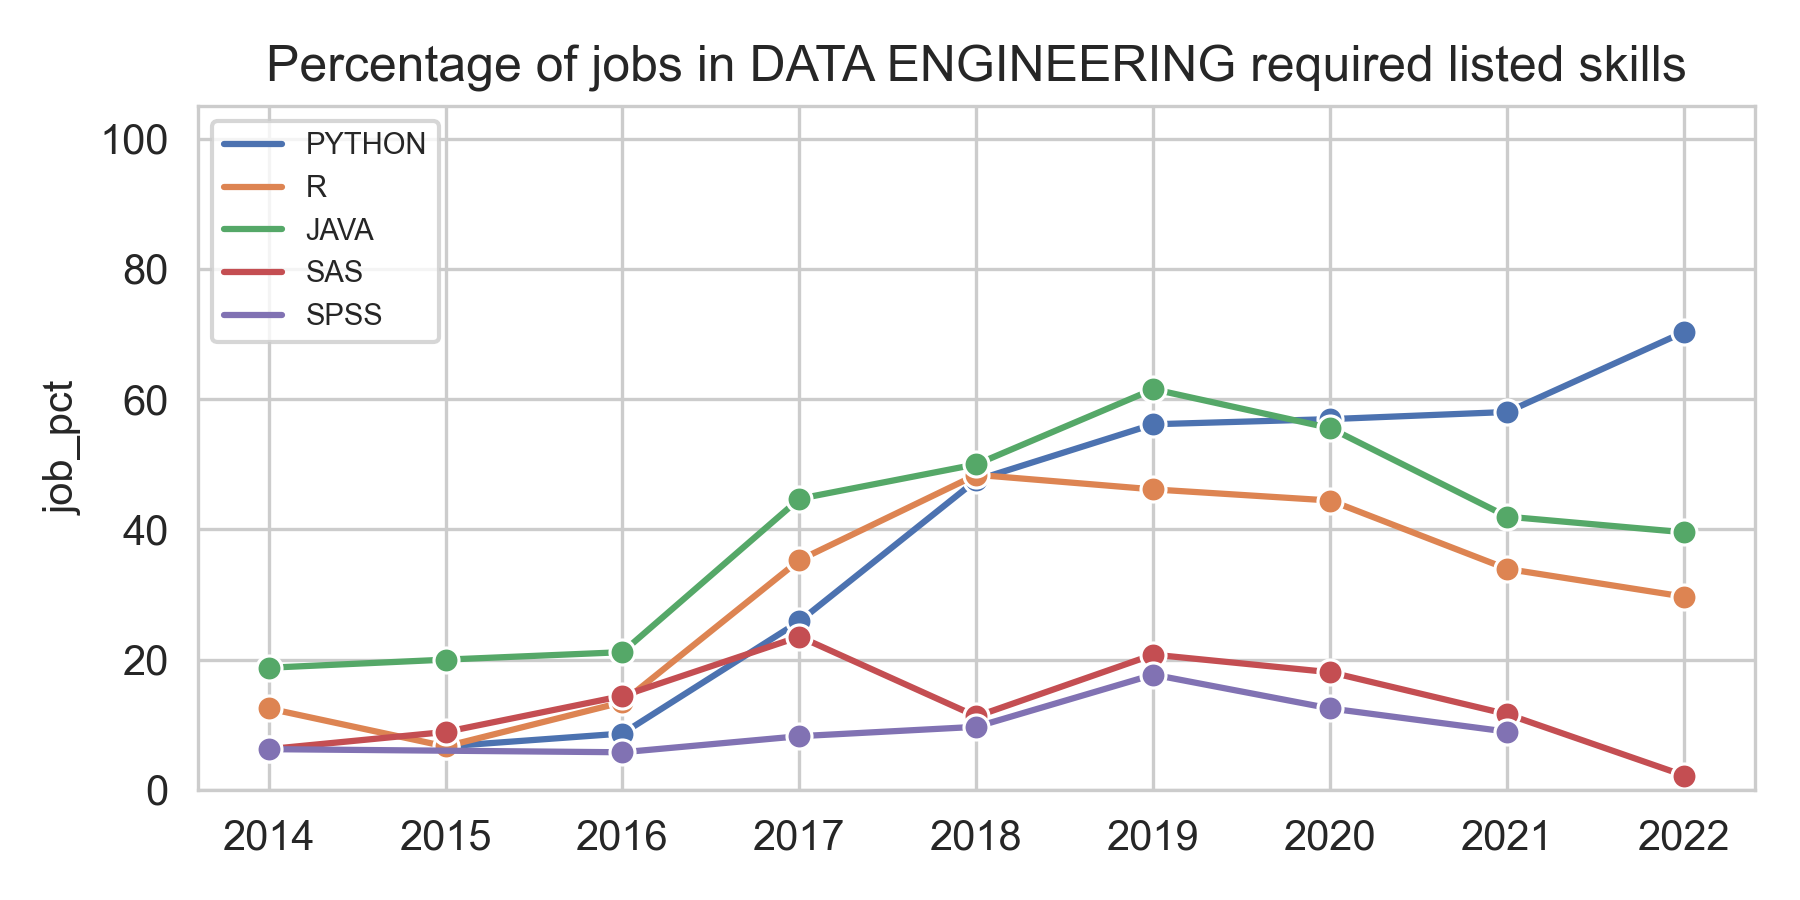 Percentage of jobs in DATA ENGINEERING required listed skills
PYTHON
R
JAVA
SAS
SPSS
job_pct
100
80
60
40
20
0
2014 2015 2016 2017 2018 2019 2020 2021 2022